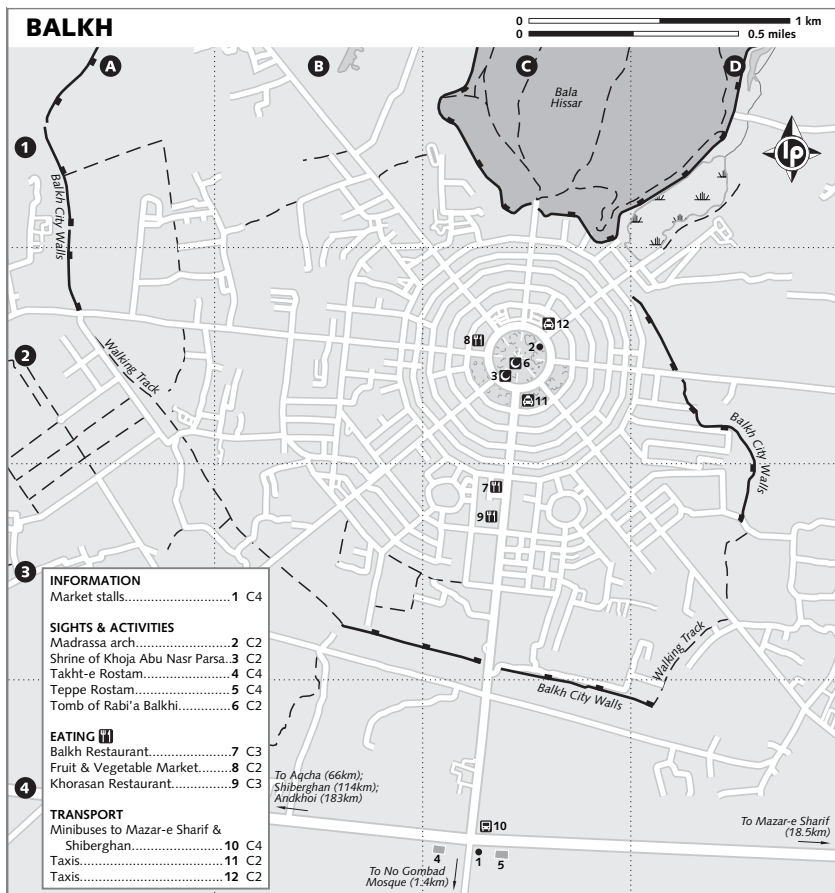 BALKH
0 1 km
0 0.5 miles
A B C D
Bala
Hissar
lp
1
Balkh City Walls
12
8
2
6
3
2
Walking Track
11
Balkh City Walls
7
9
3
INFORMATION
Market stalls..............................1 C4
SIGHTS & ACTIVITIES
Madrassa arch..........................2 C2
Shrine of Khoja Abu Nasr Parsa..3 C2
Takht-e Rostam........................4 C4
Teppe Rostam..........................5 C4
Tomb of Rabi'a Balkhi..............6 C2
EATING
Balkh Restaurant......................7 C3
Fruit & Vegetable Market.........8 C2
Khorasan Restaurant................9 C3
TRANSPORT
Minibuses to Mazar-e Sharif &
Shiberghan..........................10 C4
Taxis.......................................11 C2
Taxis.......................................12 C2
Walking Track
Balkh City Walls
4
To Aqcha (66km);
Shiberghan (114km);
Andkhoi (183km)
10
To Mazar-e Sharif
(18.5km)
4
1
5
To No Gombad
Mosque (1.4km)